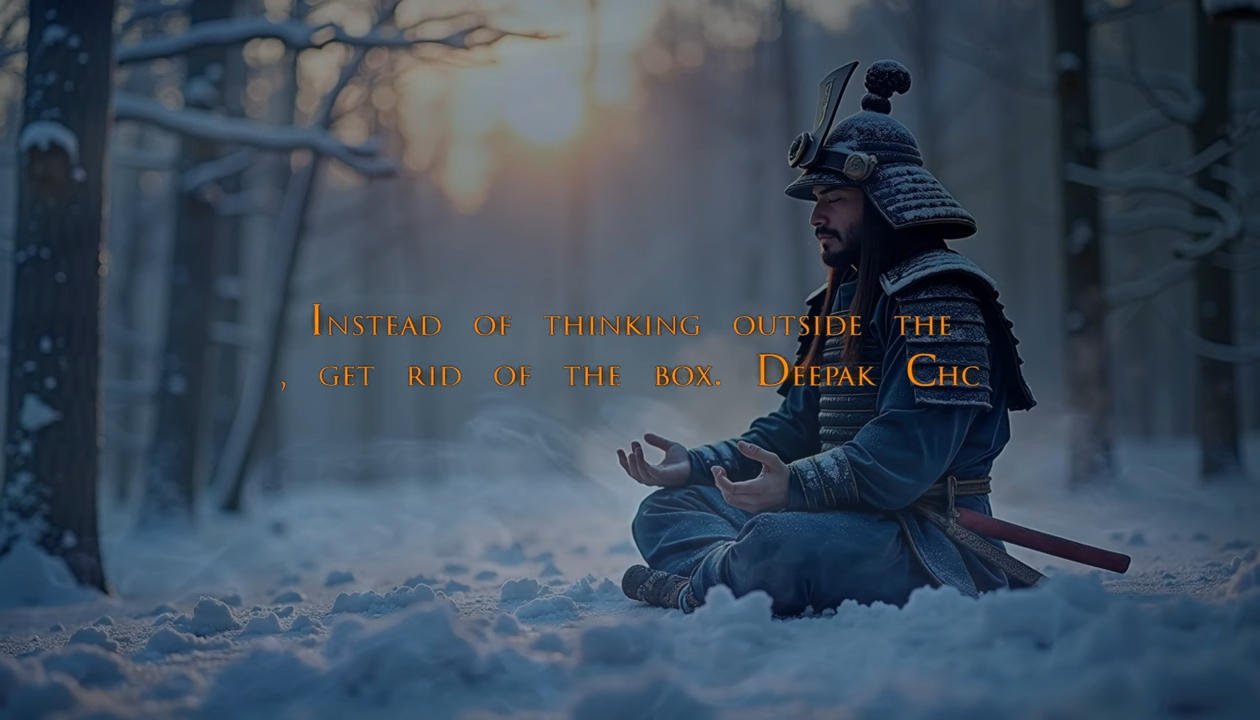 Instead of thinking outside the
, get rid of the box. Deepak Chc